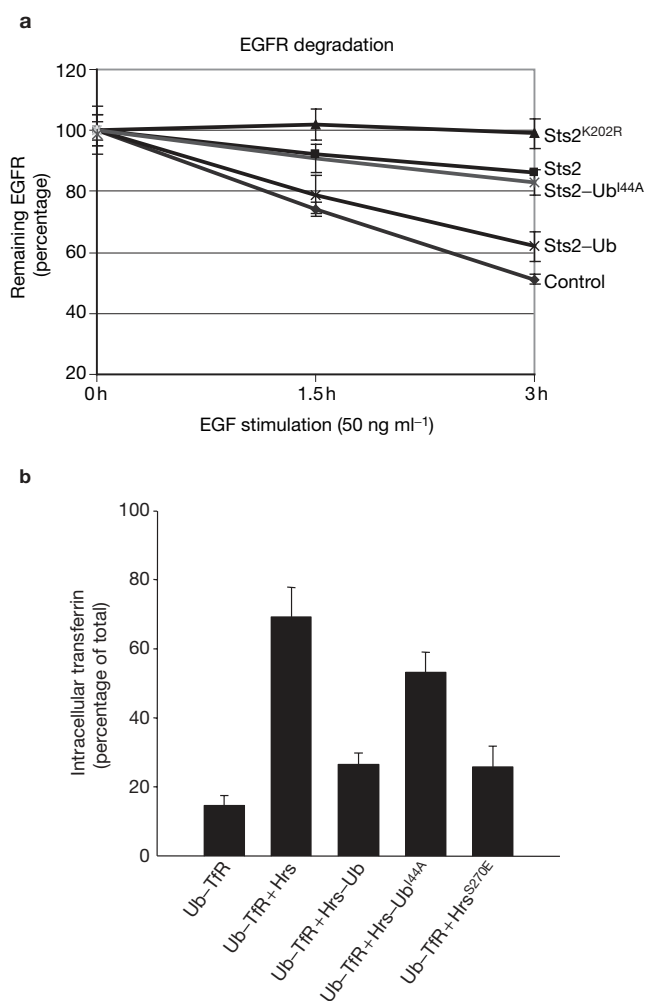 a
EGFR degradation
Remaining EGFR
(percentage)
120
100
80
60
40
20
0 h
1.5 h
3 h
Sts2K202R
Sts2
Sts2–UbI44A
Sts2–Ub
Control
EGF stimulation (50 ng ml–1)
b
Intracellular transferrin
(percentage of total)
100
80
60
40
20
0
Ub–TfR
Ub–TfR + Hrs
Ub–TfR + Hrs–Ub
Ub–TfR + Hrs–UbI44A
Ub–TfR + HrsS270E